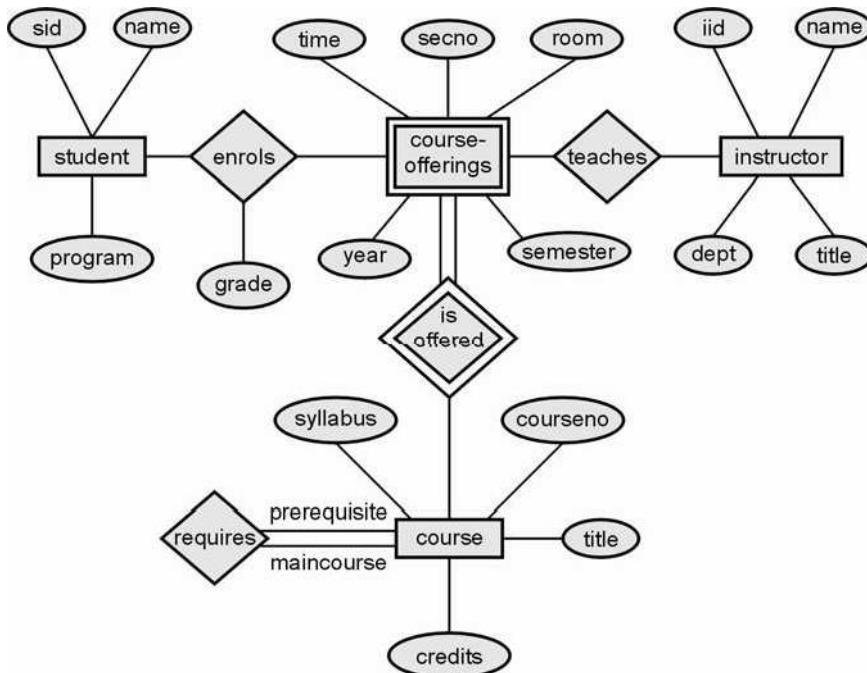 sid
name
time
secno
room
iid
name
student
enrols
course-
offerings
teaches
instructor
program
grade
year
semester
dept
title
is
offered
syllabus
courseno
requires
prerequisite
maincourse
course
title
credits